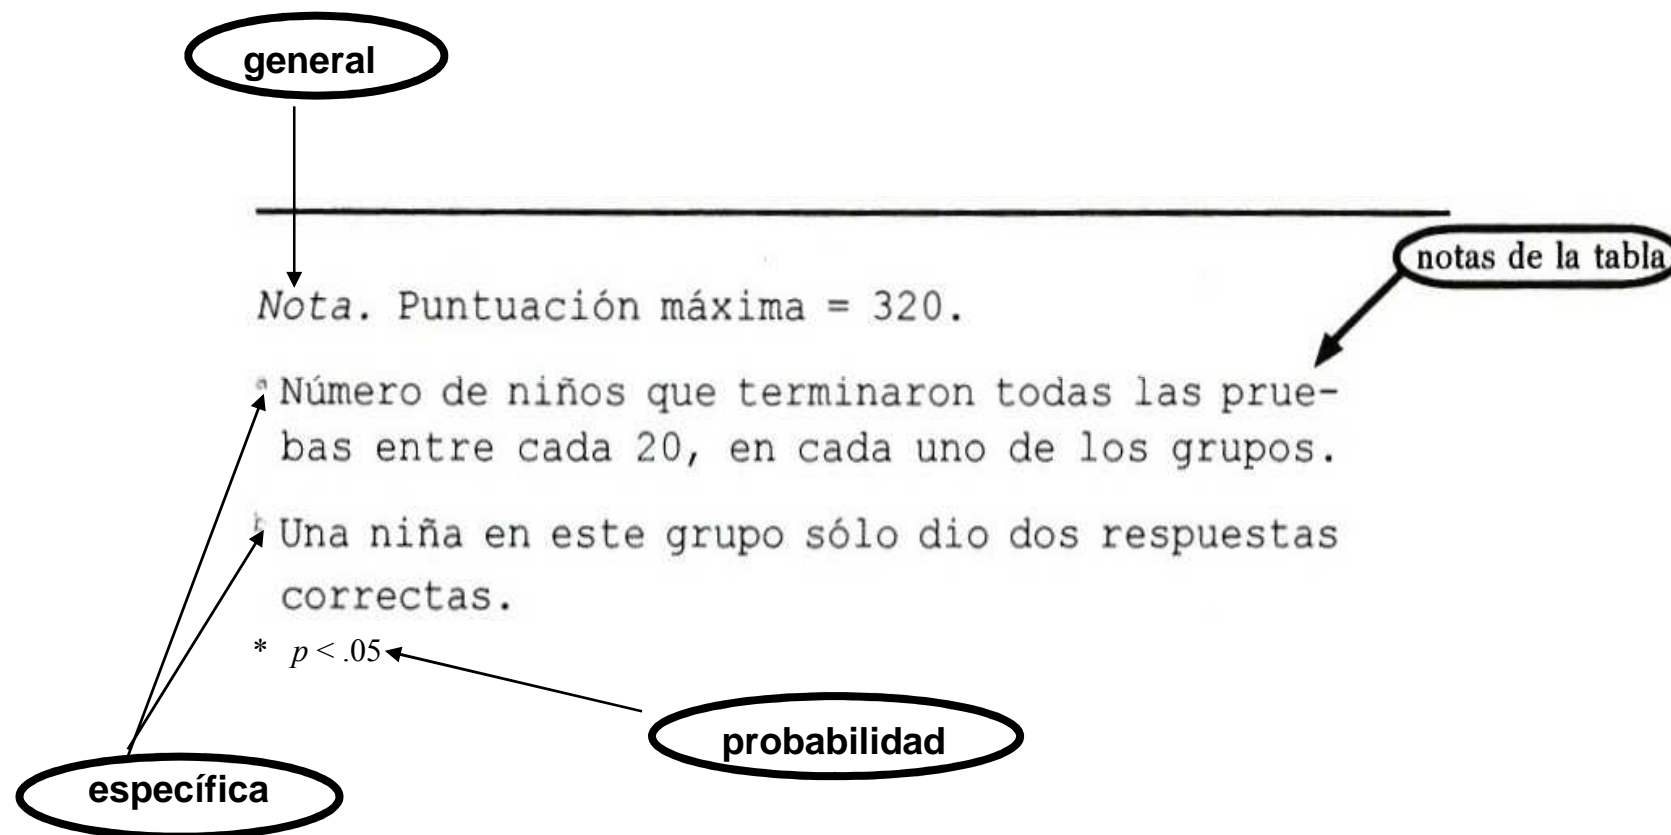 general
notas de la tabla
Nota. Puntuación máxima = 320.
a Número de niños que terminaron todas las prue-
bas entre cada 20, en cada uno de los grupos.
b Una niña en este grupo sólo dio dos respuestas
correctas.
* p < .05
probabilidad
específica